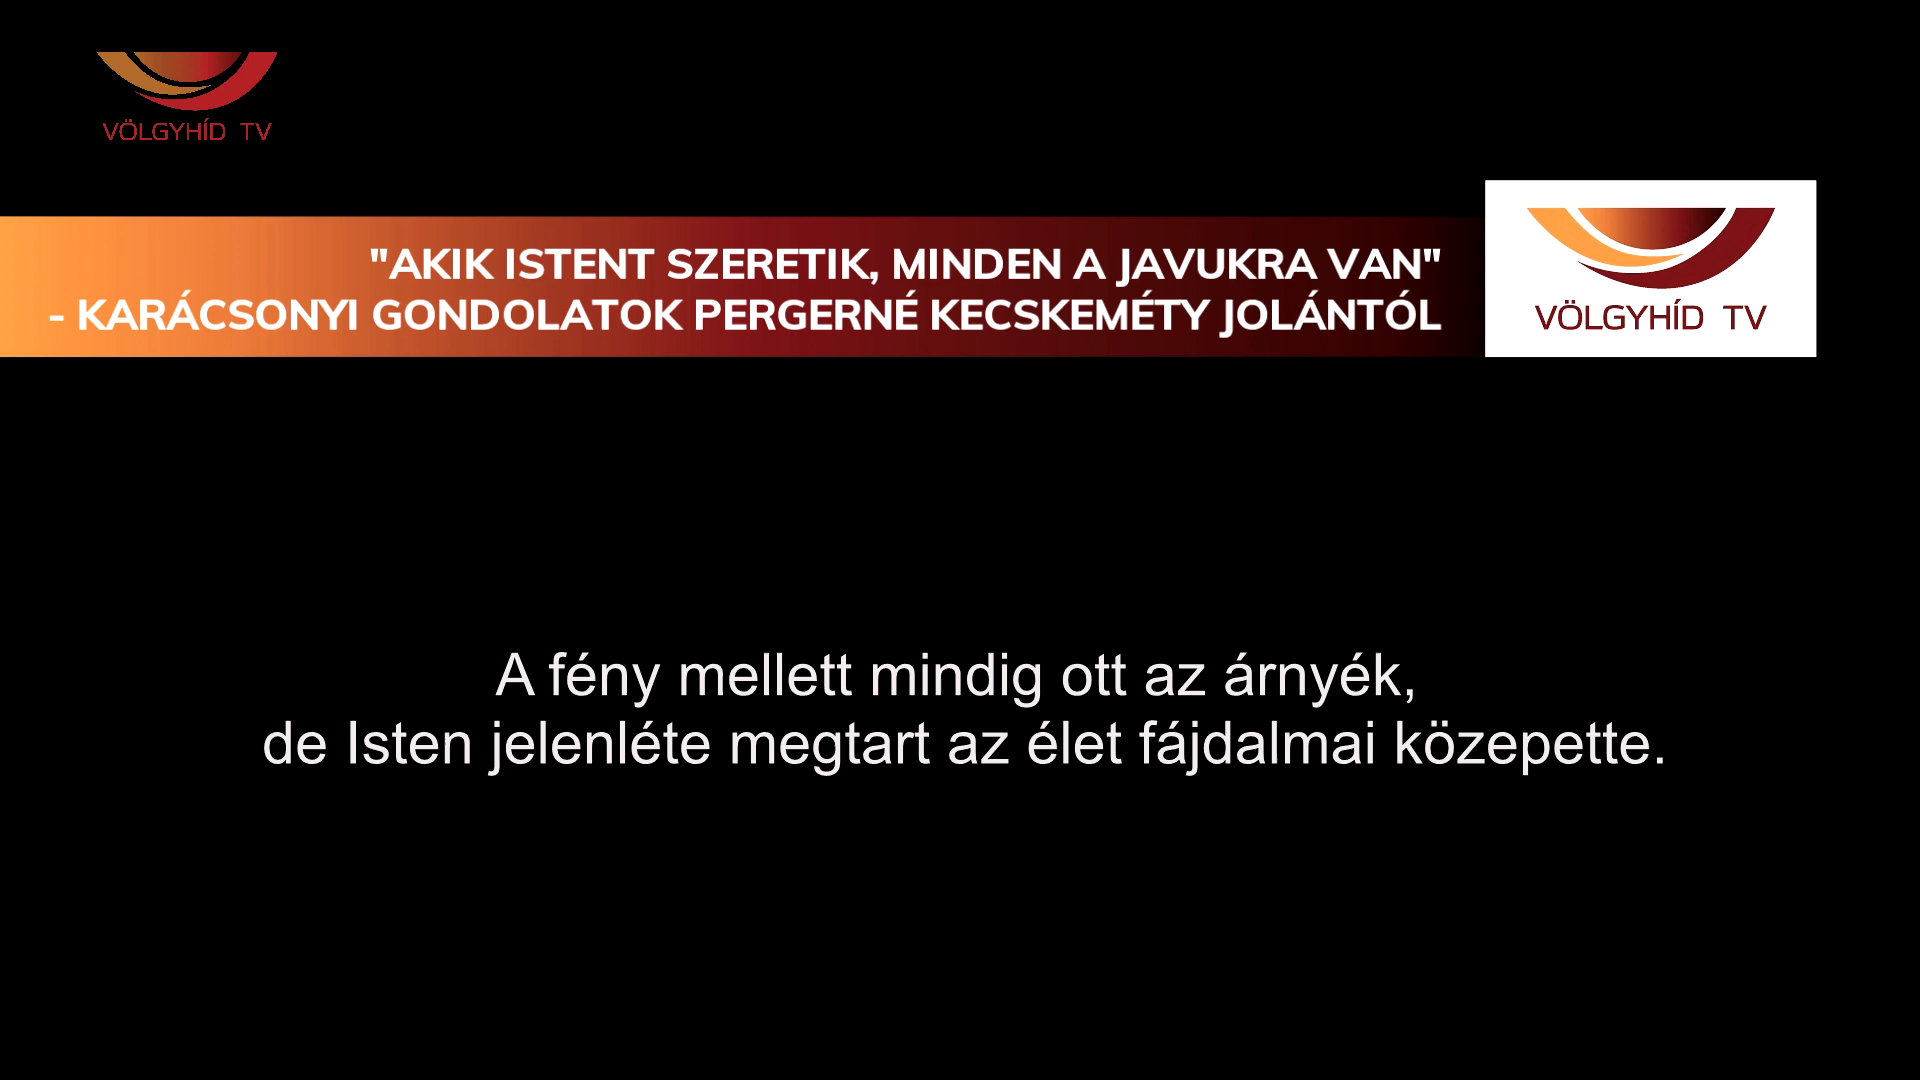 VÖLGYHÍD TV
"AKIK ISTENT SZERETIK, MINDEN A JAVUKRA VAN"
- KARÁCSONYI GONDOLATOK PERGERNÉ KECSKEMÉTY JOLÁNTÓL
VÖLGYHÍD TV
A fény mellett mindig ott az árnyék,
de Isten jelenléte megtart az élet fájdalmai közepette.